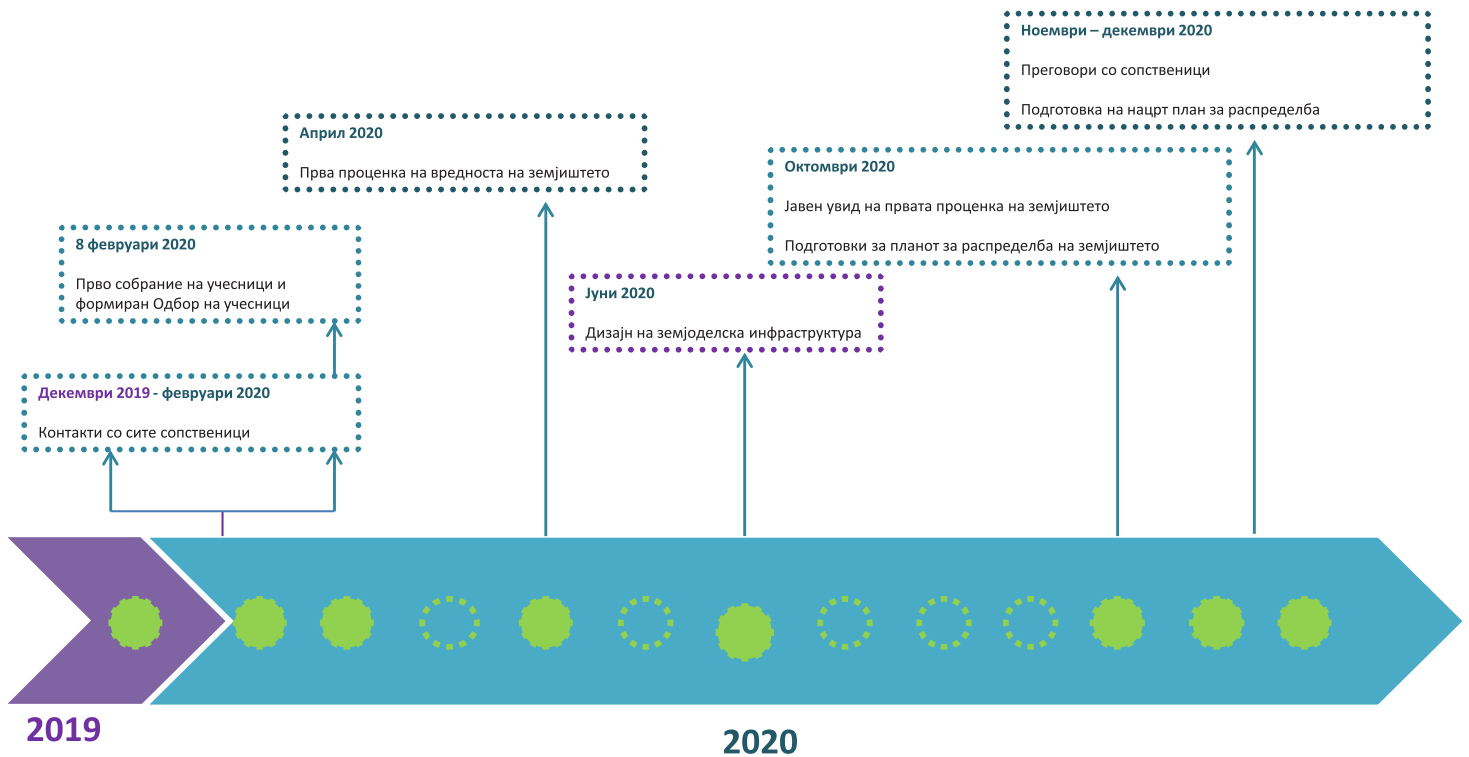 Ноември – декември 2020
Преговори со сопственици
Подготовка на нацрт план за распределба
Април 2020
Прва проценка на вредноста на земјиштето
Октомври 2020
Јавен увид на првата проценка на земјиштето
Подготовки за планот за распределба на земјиштето
8 февруари 2020
Прво собрание на учесници и
формиран Одбор на учесници
Јуни 2020
Дизајн на земјоделска инфраструктура
Декември 2019 - февруари 2020
Контакти со сите сопственици
2019
2020